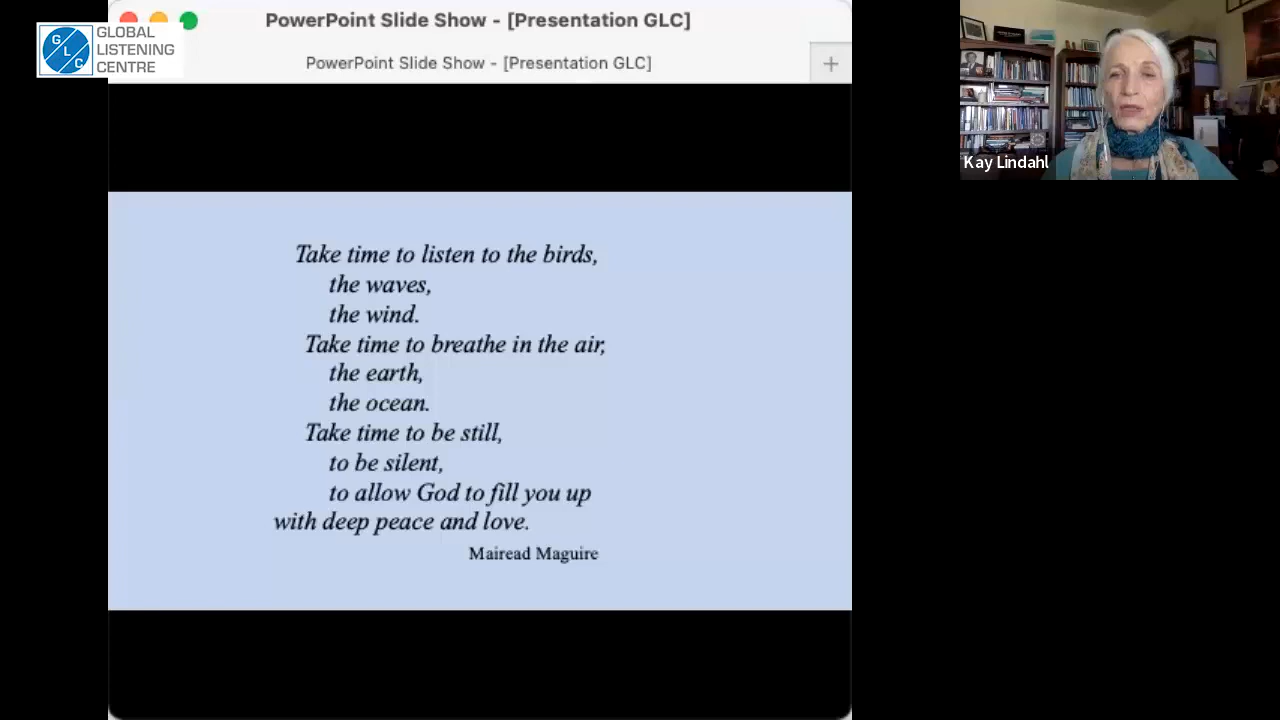 PowerPoint Slide Show - [Presentation GLC]
GLC
GLOBAL
LISTENING
CENTRE
PowerPoint Slide Show - [Presentation GLC]
+
Kay Lindahl
Take time to listen to the birds,
the waves,
the wind.
Take time to breathe in the air,
the earth,
the ocean.
Take time to be still,
to be silent,
to allow God to fill you up
with deep peace and love.
Mairead Maguire